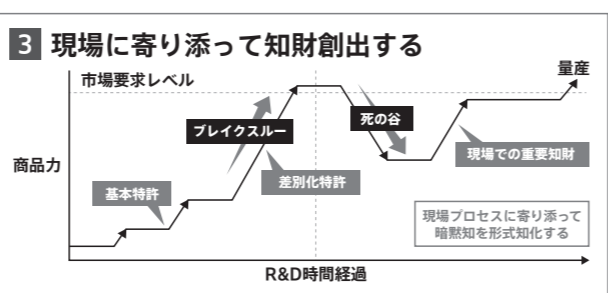 3 現場に寄り添って知財創出する
市場要求レベル
量産
ブレイクスルー
死の谷
商品力
差別化特許
現場での重要知財
基本特許
現場プロセスに寄り添って
暗黙知を形式知化する
R&D時間経過